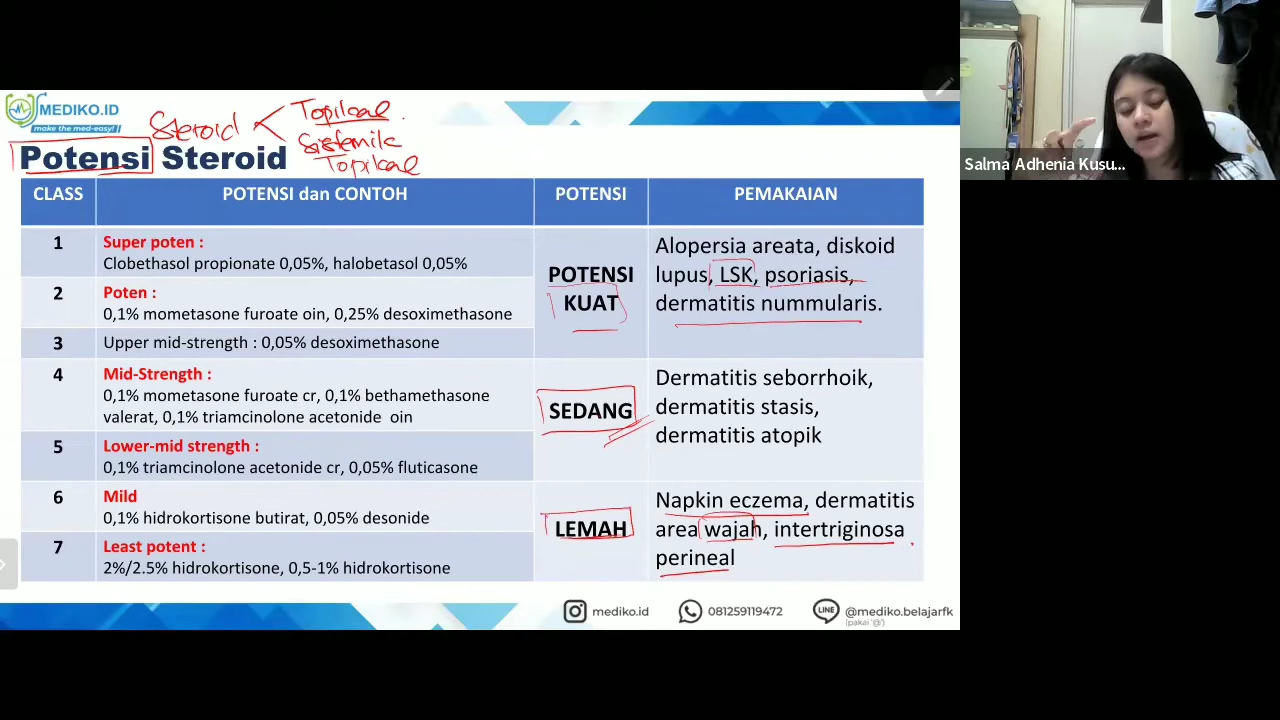 MEDIKO.ID
make the med-easy!
Steroid < Topikal
Sistemik
Topikal
Potensi Steroid
CLASS POTENSI dan CONTOH POTENSI PEMAKAIAN
1
Super poten :
Clobethasol propionate 0,05%, halobetasol 0,05%
2
Poten :
0,1% mometasone furoate oin, 0,25% desoximethasone
3
Upper mid-strength : 0,05% desoximethasone
POTENSI
KUAT
Alopersia areata, diskoid
lupus, LSK, psoriasis,
dermatitis nummularis.
4
Mid-Strength :
0,1% mometasone furoate cr, 0,1% bethamethasone
valerat, 0,1% triamcinolone acetonide oin
5
Lower-mid strength :
0,1% triamcinolone acetonide cr, 0,05% fluticasone
SEDANG
Dermatitis seborrhoik,
dermatitis stasis,
dermatitis atopik
6
Mild
0,1% hidrokortisone butirat, 0,05% desonide
7
Least potent :
2%/2.5% hidrokortisone, 0,5-1% hidrokortisone
LEMAH
Napkin eczema, dermatitis
area wajah, intertriginosa
perineal
mediko.id 081259119472 LINE @mediko.belajarfk
(pakai '@')
Salma Adhenia Kusu...